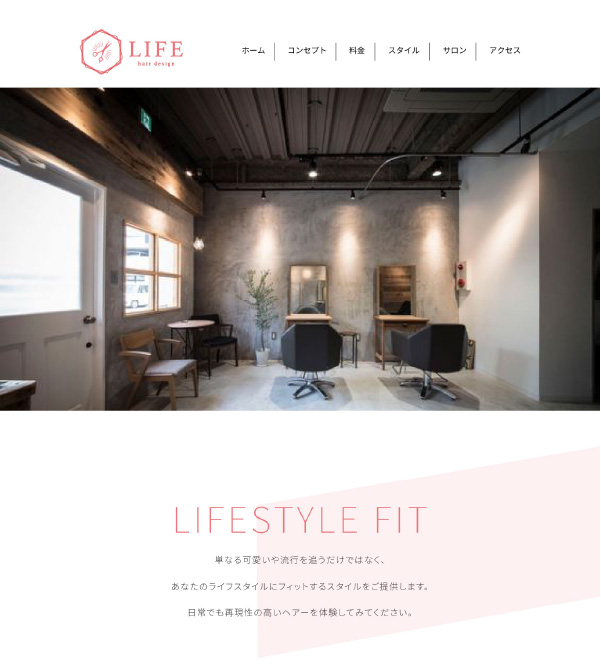 LIFE
hair design
ホーム
コンセプト
料金
スタイル
サロン
アクセス
LIFESTYLE FIT
単なる可愛いや流行を追うだけではなく、
あなたのライフスタイルにフィットするスタイルをご提供します。
日常でも再現性の高いヘアーを体験してみてください。